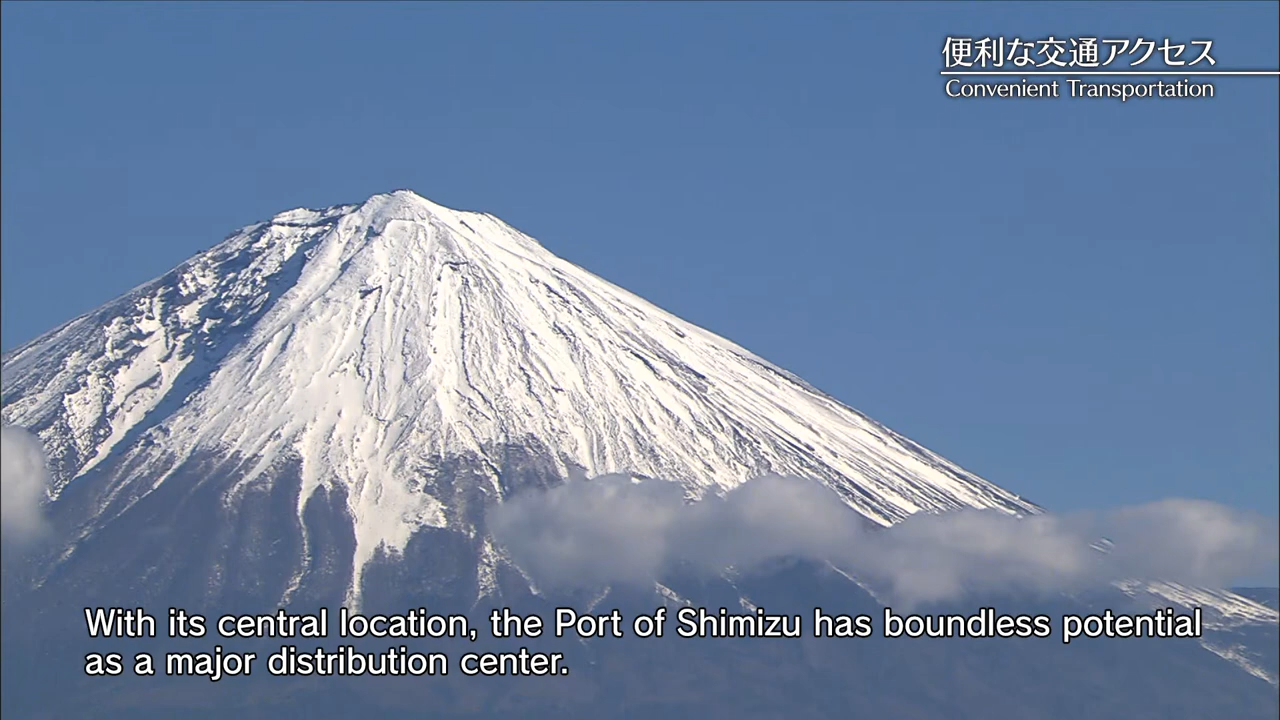 便利な交通アクセス
Convenient Transportation
With its central location, the Port of Shimizu has boundless potential
as a major distribution center.